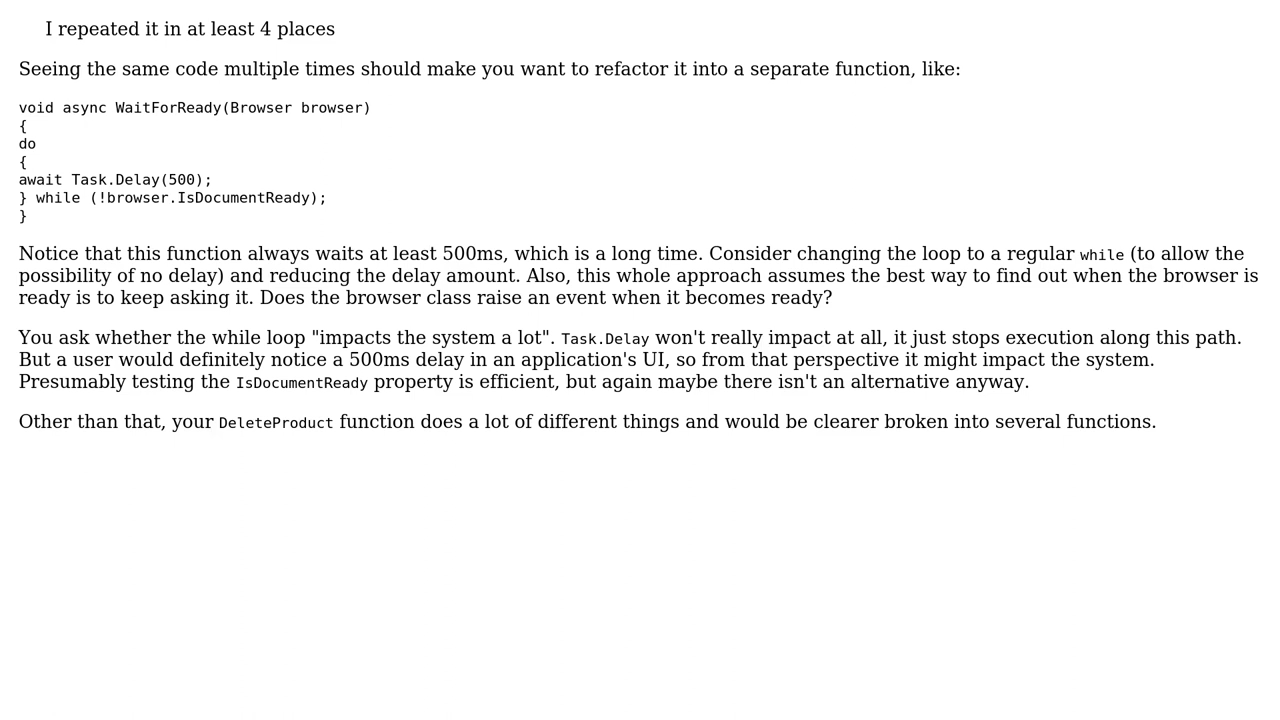 I repeated it in at least 4 places
Seeing the same code multiple times should make you want to refactor it into a separate function, like:
void async WaitForReady(Browser browser)
{
do
{
await Task.Delay(500);
} while (!browser.IsDocumentReady);
}
Notice that this function always waits at least 500ms, which is a long time. Consider changing the loop to a regular while (to allow the
possibility of no delay) and reducing the delay amount. Also, this whole approach assumes the best way to find out when the browser is
ready is to keep asking it. Does the browser class raise an event when it becomes ready?
You ask whether the while loop "impacts the system a lot". Task.Delay won't really impact at all, it just stops execution along this path.
But a user would definitely notice a 500ms delay in an application's UI, so from that perspective it might impact the system.
Presumably testing the IsDocumentReady property is efficient, but again maybe there isn't an alternative anyway.
Other than that, your DeleteProduct function does a lot of different things and would be clearer broken into several functions.